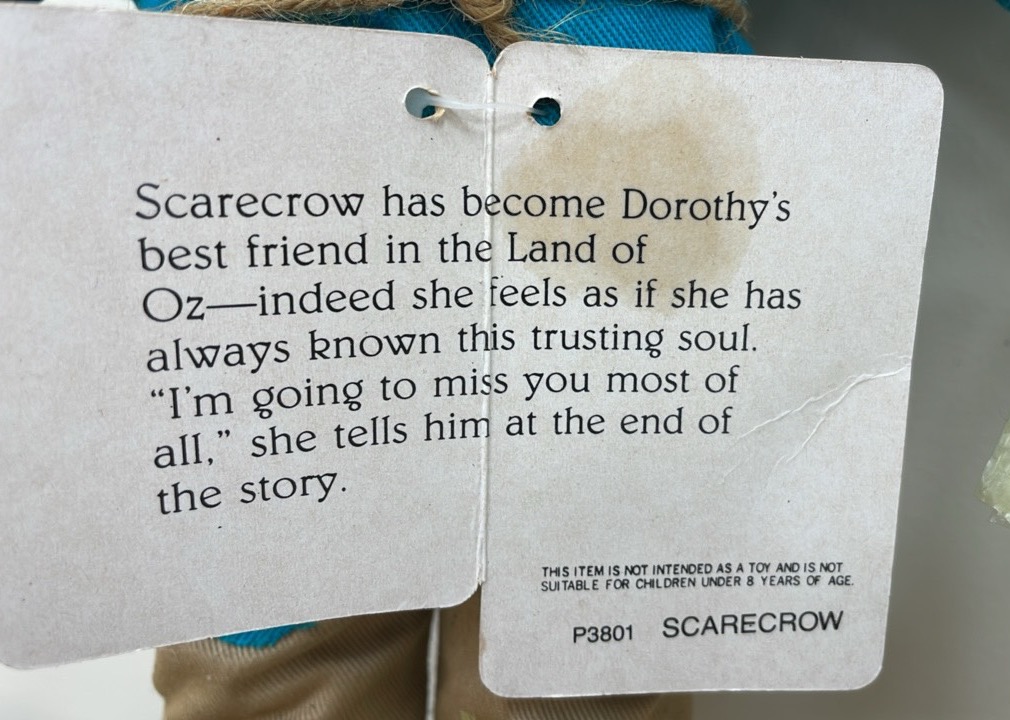 Scarecrow has become Dorothy's
best friend in the Land of
Oz—indeed she feels as if she has
always known this trusting soul.
“I'm going to miss you most of
all,” she tells him at the end of
the story.
THIS ITEM IS NOT INTENDED AS A TOY AND IS NOT
SUITABLE FOR CHILDREN UNDER 8 YEARS OF AGE.
P3801 SCARECROW